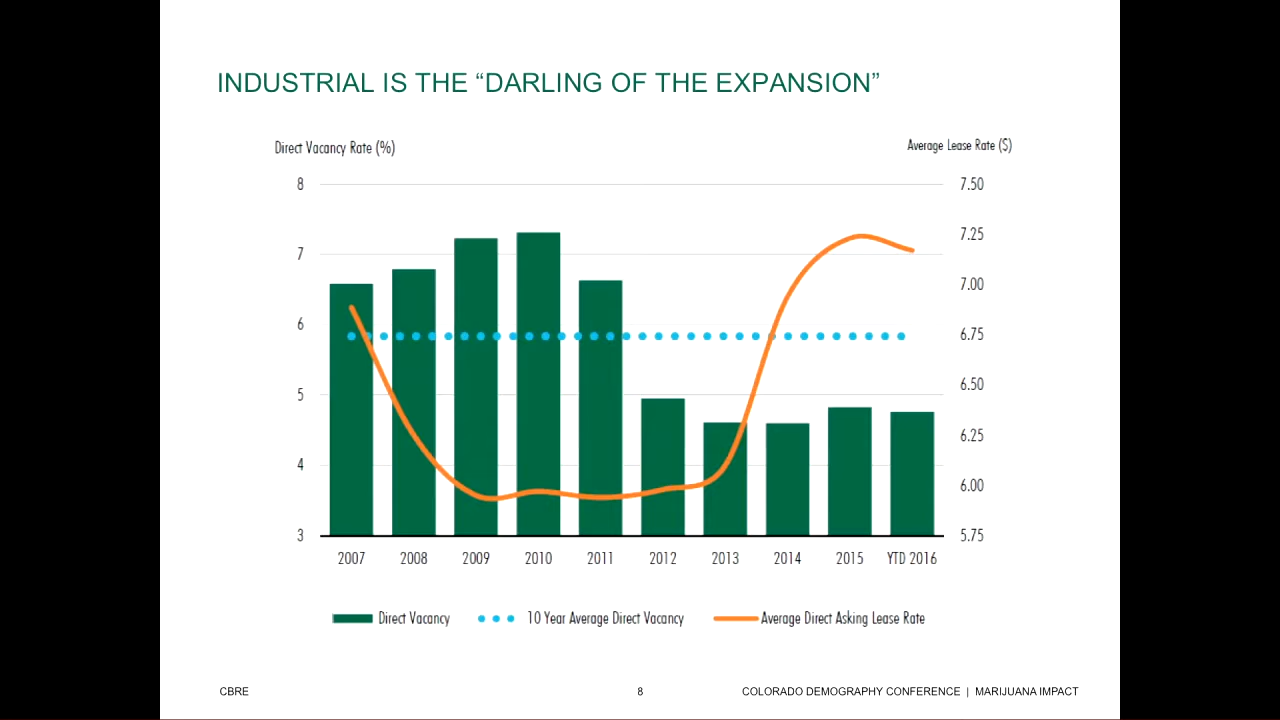 INDUSTRIAL IS THE “DARLING OF THE EXPANSION”
Direct Vacancy Rate (%)
Average Lease Rate ($)
8
7
6
5
4
3
7.50
7.25
7.00
6.75
6.50
6.25
6.00
5.75
2007 2008 2009 2010 2011 2012 2013 2014 2015 YTD 2016
Direct Vacancy 10 Year Average Direct Vacancy Average Direct Asking Lease Rate
CBRE 8 COLORADO DEMOGRAPHY CONFERENCE | MARIJUANA IMPACT